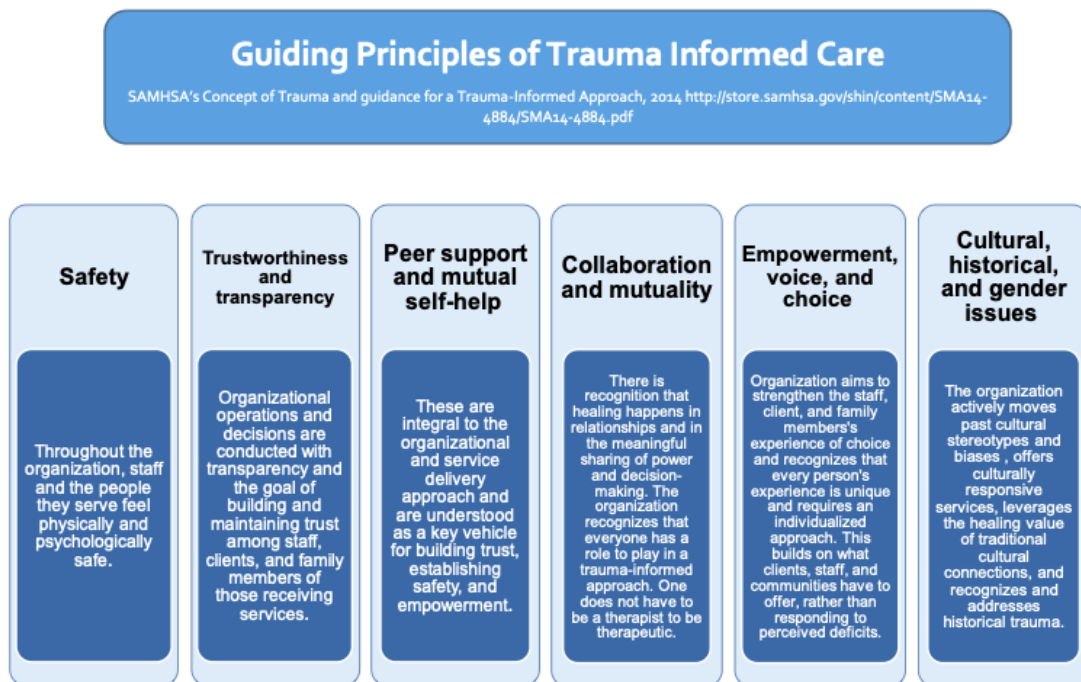 Guiding Principles of Trauma Informed Care
SAMHSA's Concept of Trauma and guidance for a Trauma-Informed Approach, 2014 http://store.samhsa.gov/shin/content/SMA14-
4884/SMA14-4884.pdf
Safety
Throughout the
organization, staff
and the people
they serve feel
physically and
psychologically
safe.
Trustworthiness
and
transparency
Organizational
operations and
decisions are
conducted with
transparency and
the goal of
building and
maintaining trust
among staff,
clients, and family
members of
those receiving
services.
Peer support
and mutual
self-help
These are
integral to the
organizational
and service
delivery
approach and
are understood
as a key vehicle
for building trust,
establishing
safety, and
empowerment.
Collaboration
and mutuality
There is
recognition that
healing happens in
relationships and in
the meaningful
sharing of power
and decision-
making. The
organization
recognizes that
everyone has a
role to play in a
trauma-informed
approach. One
does not have to
be a therapist to be
therapeutic.
Empowerment,
voice, and
choice
Organization aims to
strengthen the staff,
client, and family
members's
experience of choice
and recognizes that
every person's
experience is unique
and requires an
individualized
approach. This
builds on what
clients, staff, and
communities have to
offer, rather than
responding to
perceived deficits.
Cultural,
historical,
and gender
issues
The organization
actively moves
past cultural
stereotypes and
biases , offers
culturally
responsive
services, leverages
the healing value
of traditional
cultural
connections, and
recognizes and
addresses
historical trauma.